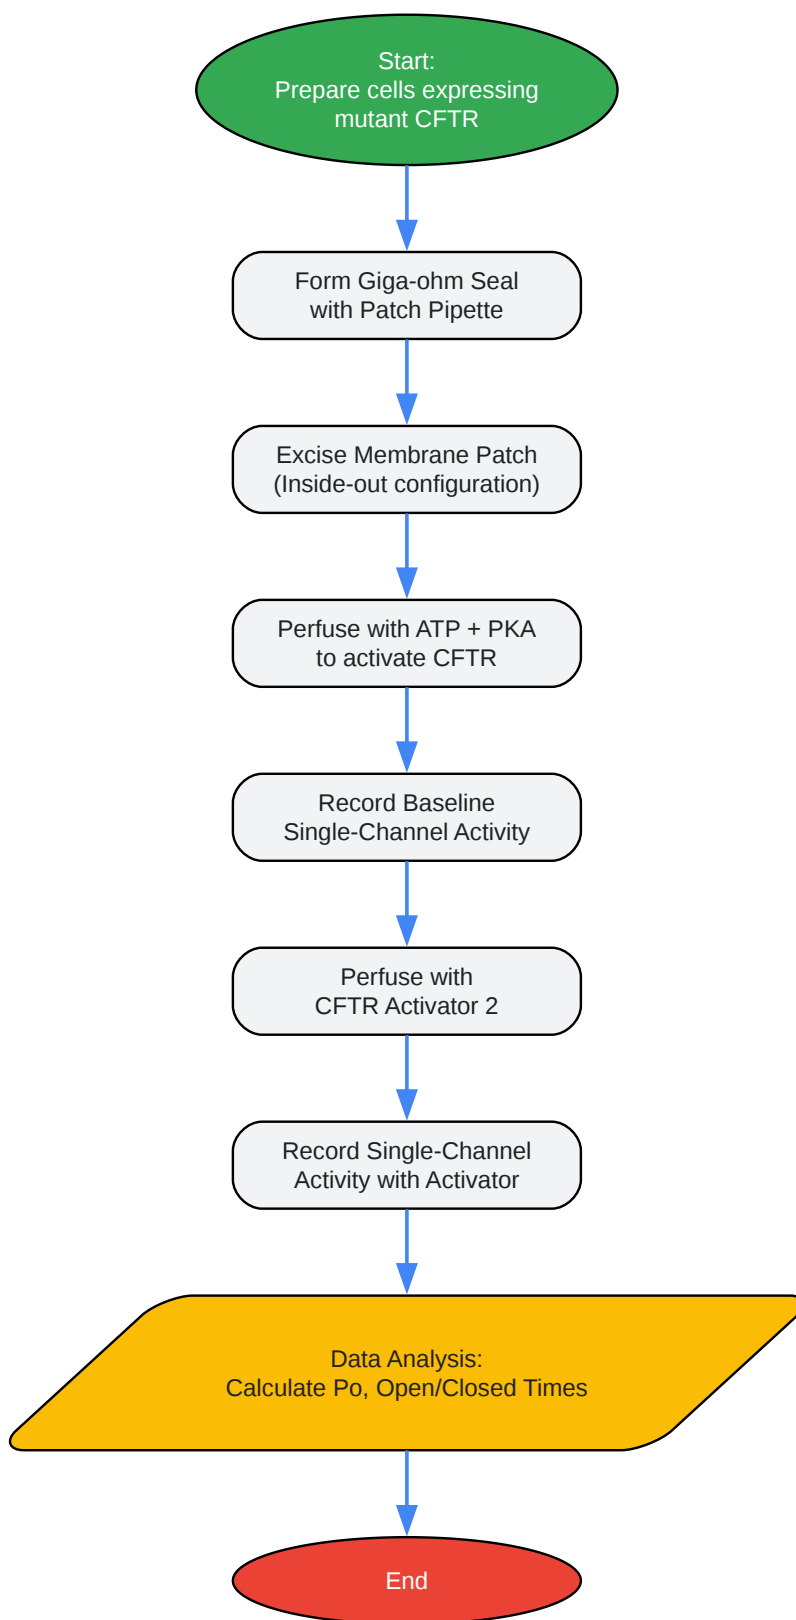 Start:
Prepare cells expressing
mutant CFTR
Form Giga-ohm Seal
with Patch Pipette
Excise Membrane Patch
(Inside-out configuration)
Perfuse with ATP + PKA
to activate CFTR
Record Baseline
Single-Channel Activity
Perfuse with
CFTR Activator 2
Record Single-Channel
Activity with Activator
Data Analysis:
Calculate Po, Open/Closed Times
End